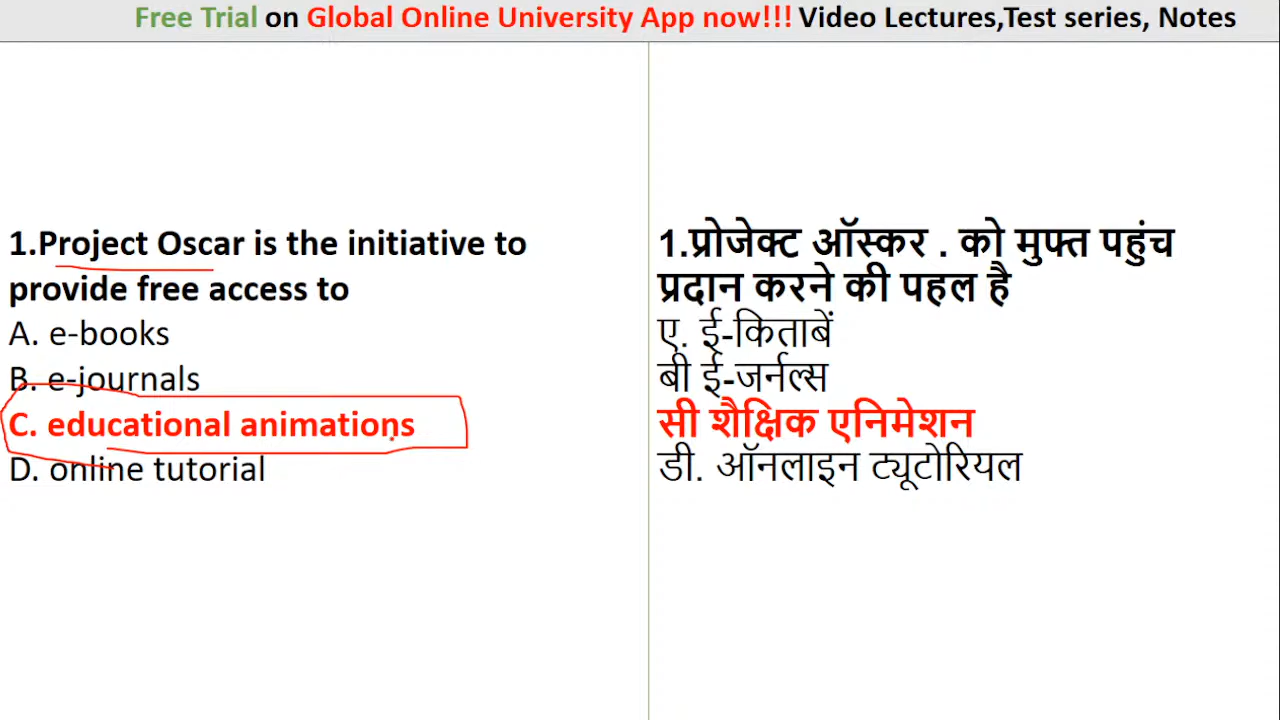 Free Trial on Global Online University App now!!! Video Lectures,Test series, Notes
1.Project Oscar is the initiative to
provide free access to
A. e-books
B. e-journals
C. educational animations
D. online tutorial
1.प्रोजेक्ट ऑस्कर . को मुफ्त पहुंच
प्रदान करने की पहल है
ए. ई-किताबें
बी ई-जर्नल्स
सी शैक्षिक एनिमेशन
डी. ऑनलाइन ट्यूटोरियल